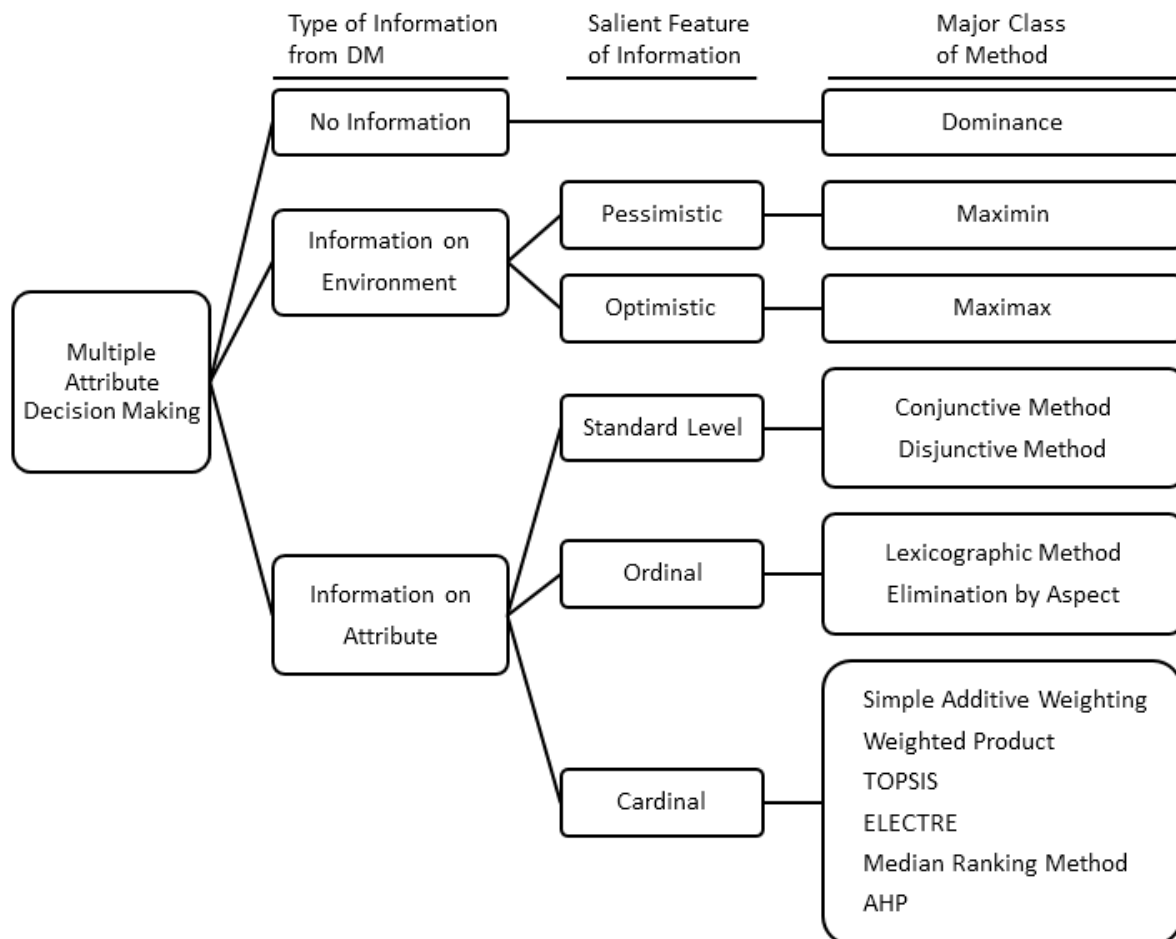 Type of Information
from DM
Salient Feature
of Information
Major Class
of Method
No Information
Dominance
Pessimistic
Maximin
Information on
Environment
Optimistic
Maximax
Multiple
Attribute
Decision Making
Standard Level
Conjunctive Method
Disjunctive Method
Information on
Attribute
Ordinal
Lexicographic Method
Elimination by Aspect
Cardinal
Simple Additive Weighting
Weighted Product
TOPSIS
ELECTRE
Median Ranking Method
AHP